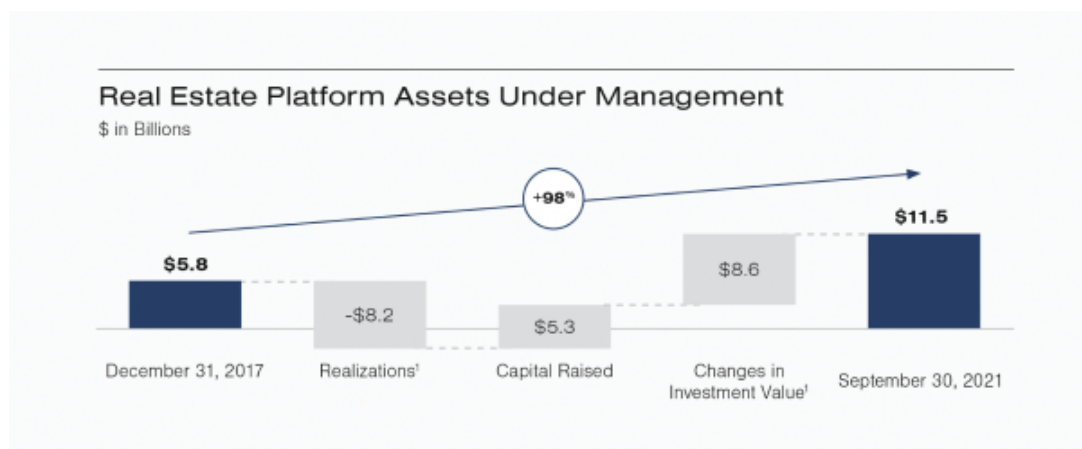 Real Estate Platform Assets Under Management
$ in Billions
+98%
$5.8
-$8.2
$5.3
$8.6
$11.5
December 31, 2017
Realizations¹
Capital Raised
Changes in
Investment Value¹
September 30, 2021